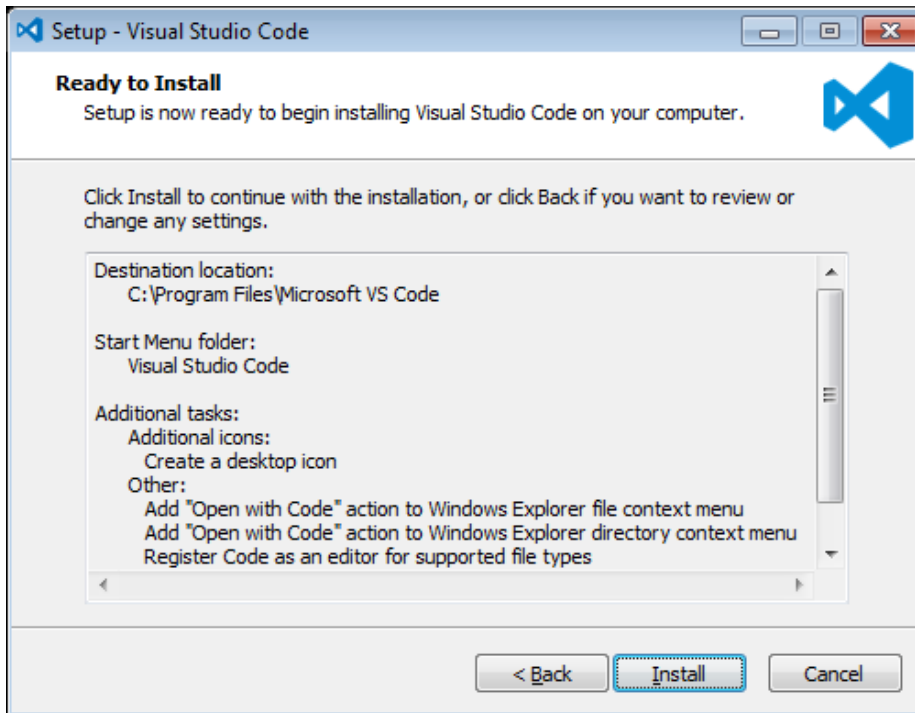 Setup - Visual Studio Code
Ready to Install
Setup is now ready to begin installing Visual Studio Code on your computer.
Click Install to continue with the installation, or click Back if you want to review or
change any settings.
Destination location:
C:\Program Files\Microsoft VS Code
Start Menu folder:
Visual Studio Code
Additional tasks:
Additional icons:
Create a desktop icon
Other:
Add "Open with Code" action to Windows Explorer file context menu
Add "Open with Code" action to Windows Explorer directory context menu
Register Code as an editor for supported file types
< Back
Install
Cancel